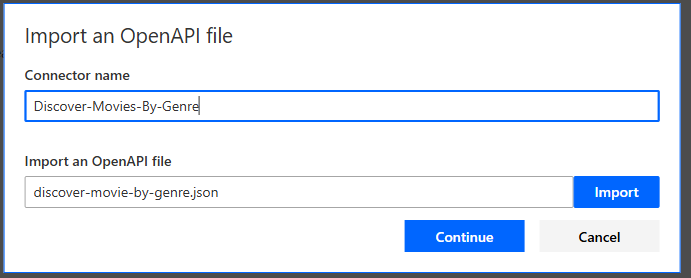 Import an OpenAPI file
Connector name
Discover-Movies-By-Genre
Import an OpenAPI file
discover-movie-by-genre.json
Import
Continue
Cancel